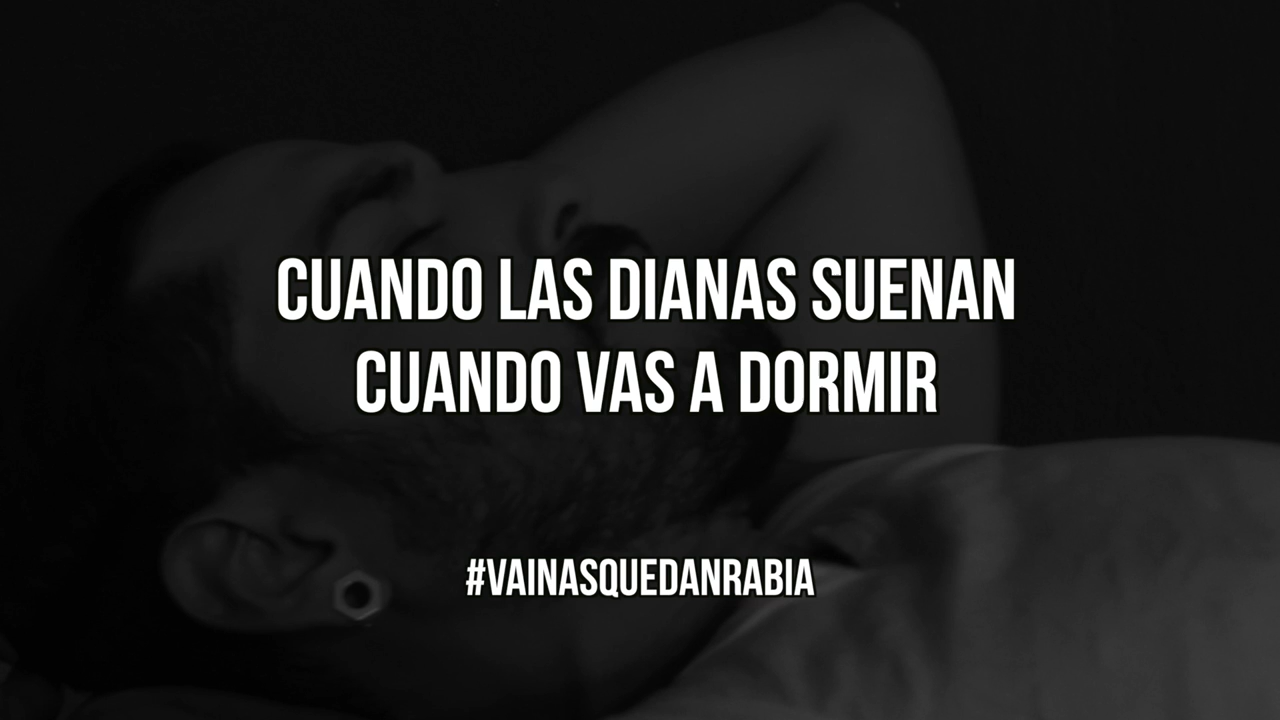 CUANDO LAS DIANAS SUENAN
CUANDO VAS A DORMIR
#VAINASQUEDANRABIA